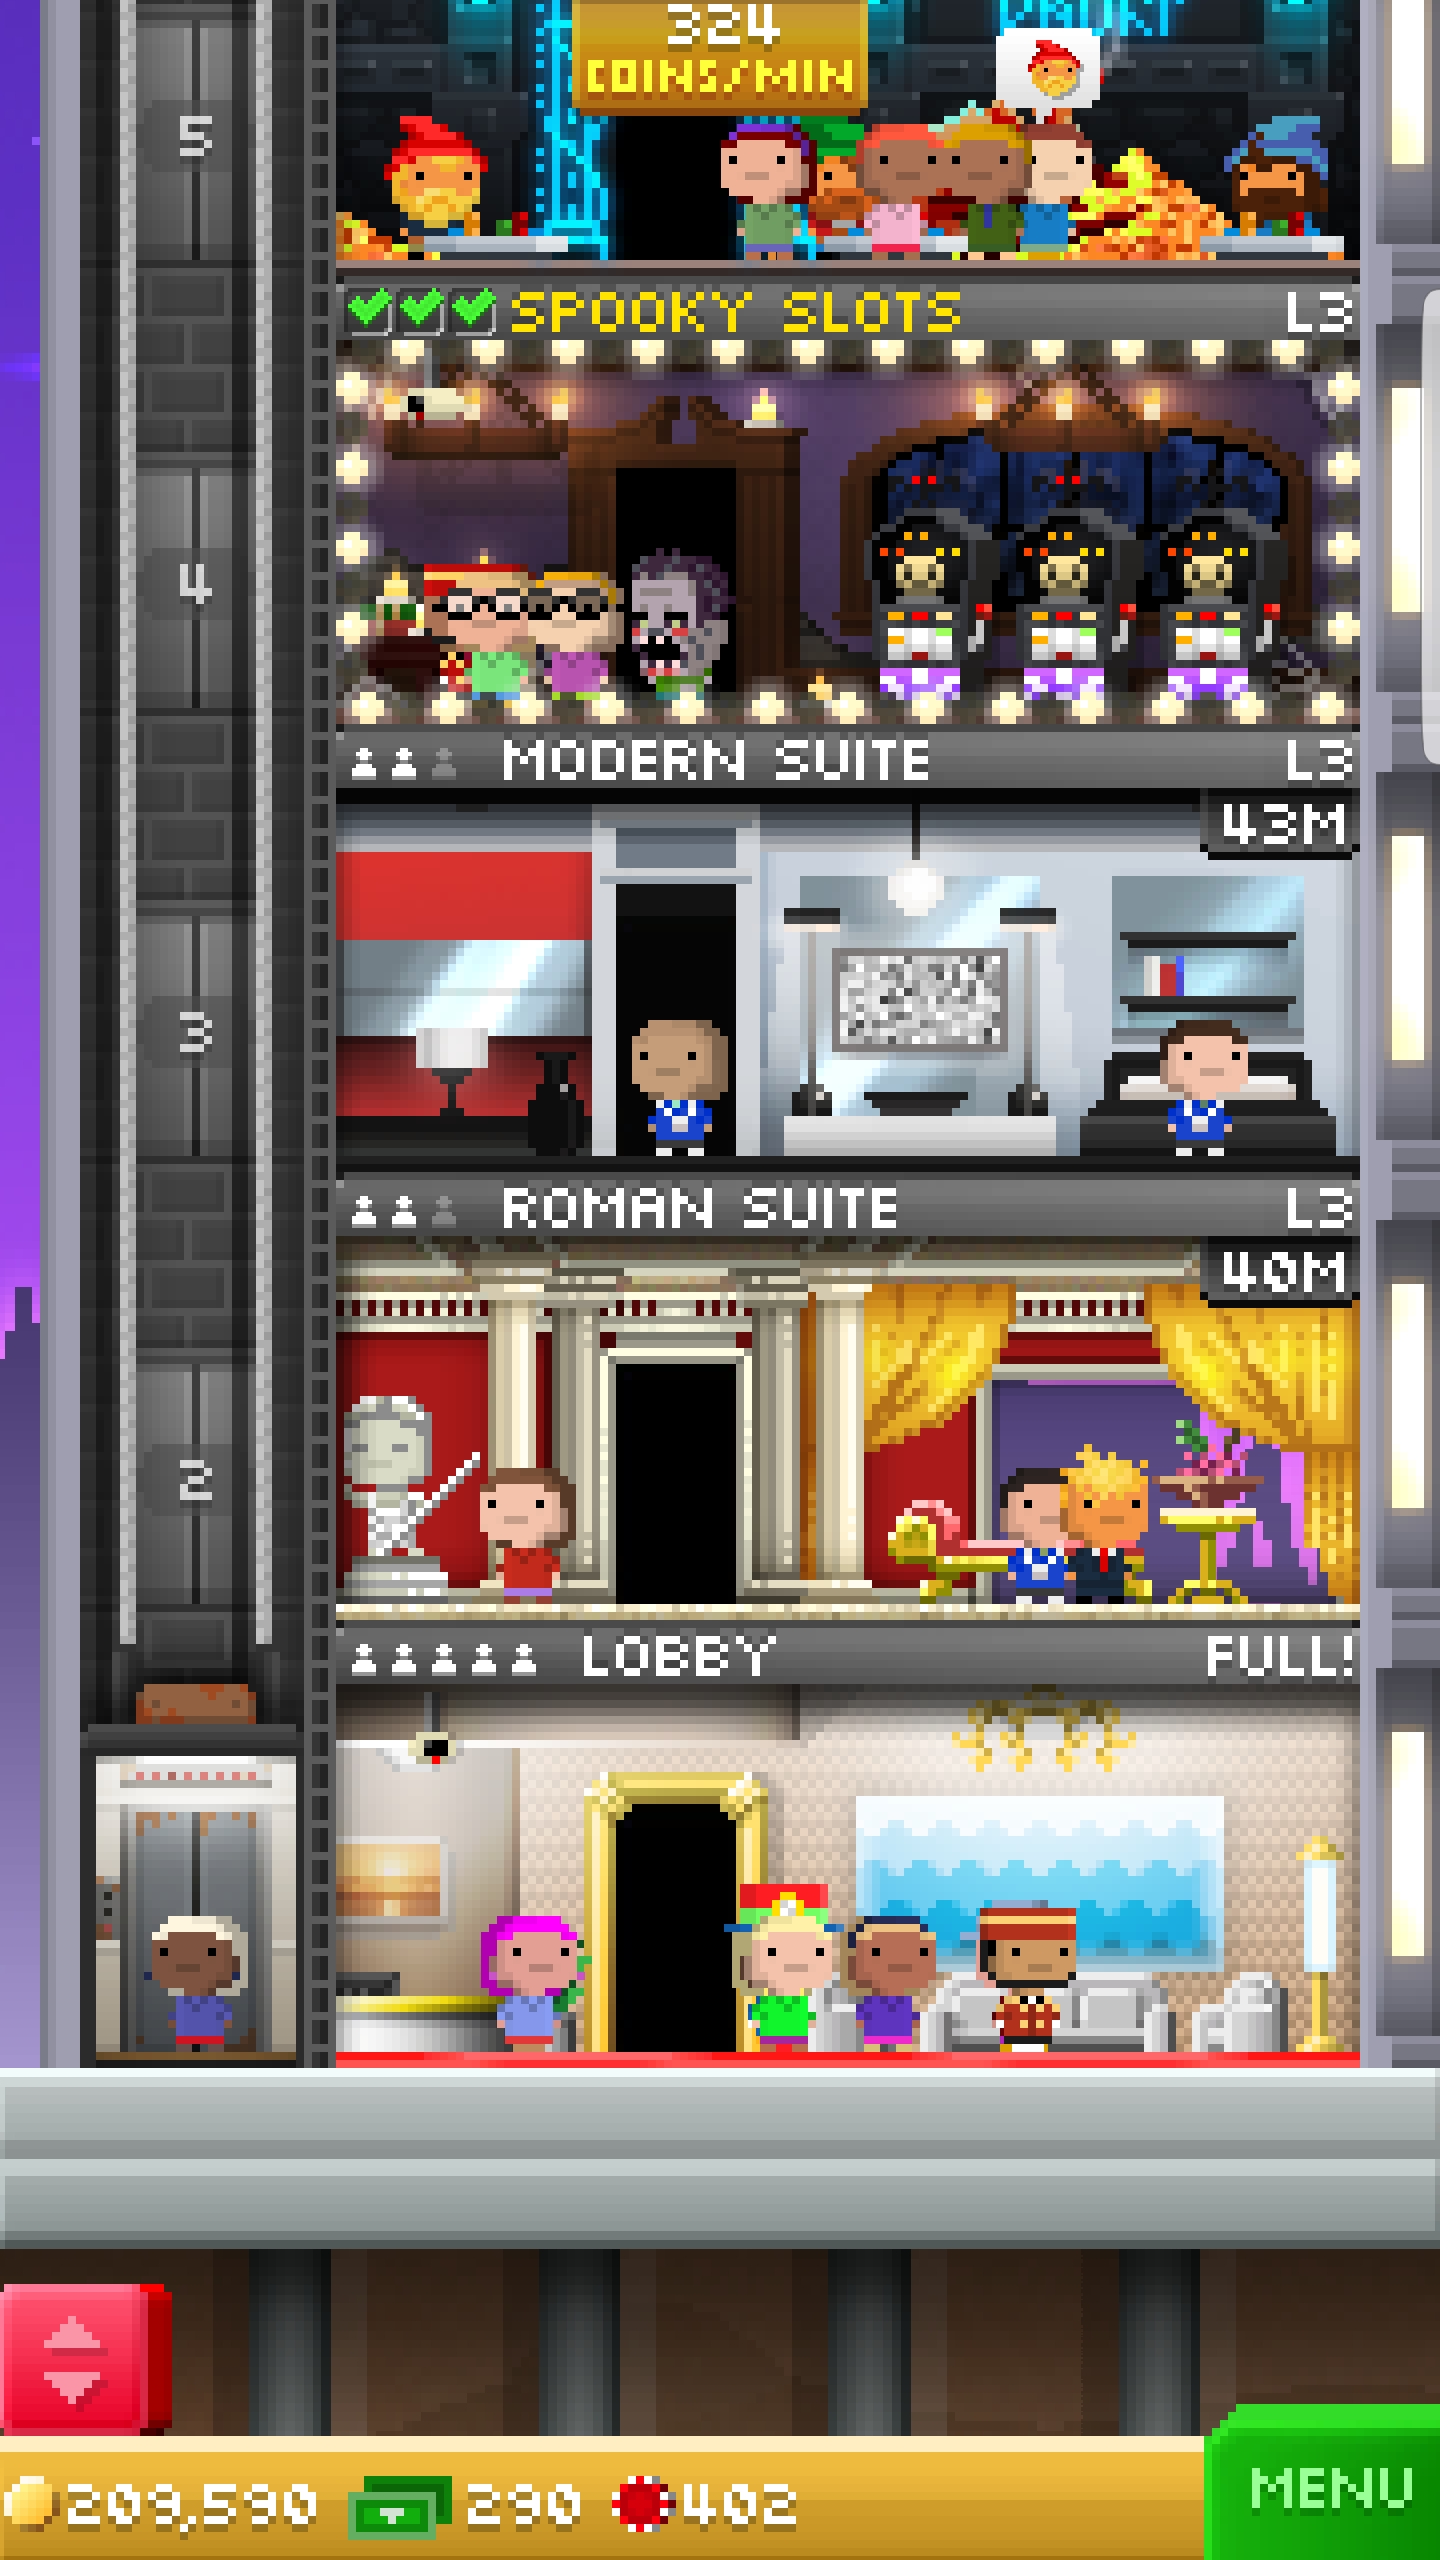 324
COINS/MIN
5
SPOOKY SLOTS L3
4
MODERN SUITE L3
43M
3
ROMAN SUITE L3
40M
2
LOBBY FULL!
209,590 290 402
MENU